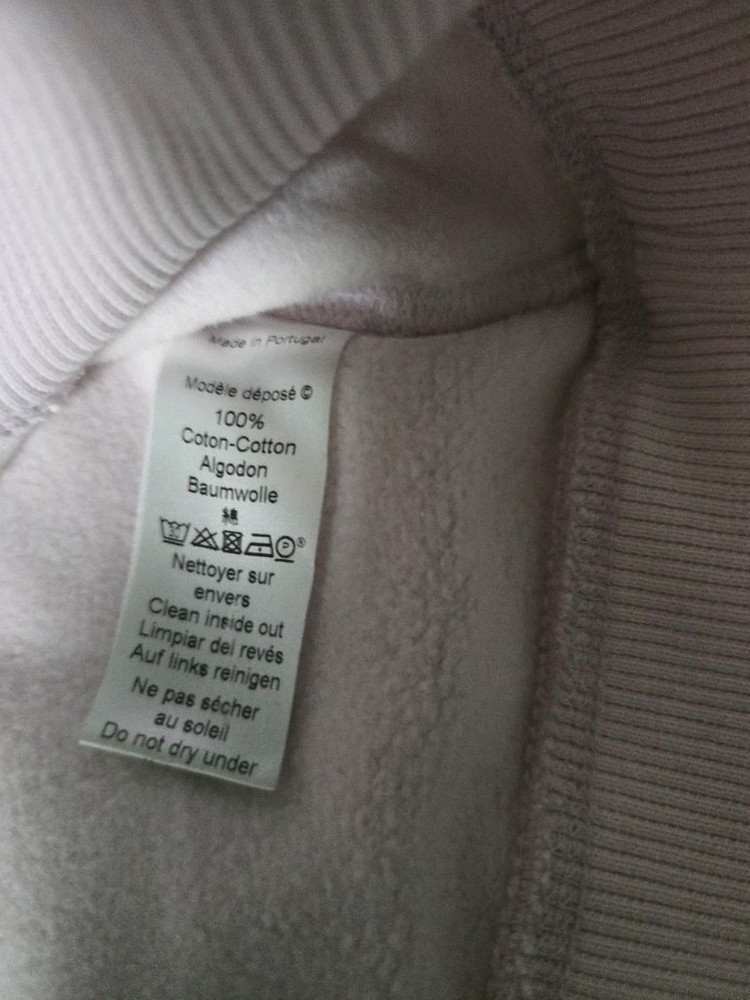 Made in Portugal
Modèle déposé ©
100%
Coton-Cotton
Algodon
Baumwolle
30 P
Nettoyer sur
envers
Clean inside out
Limpiar del revés
Auf links reinigen
Ne pas sécher
au soleil
Do not dry under